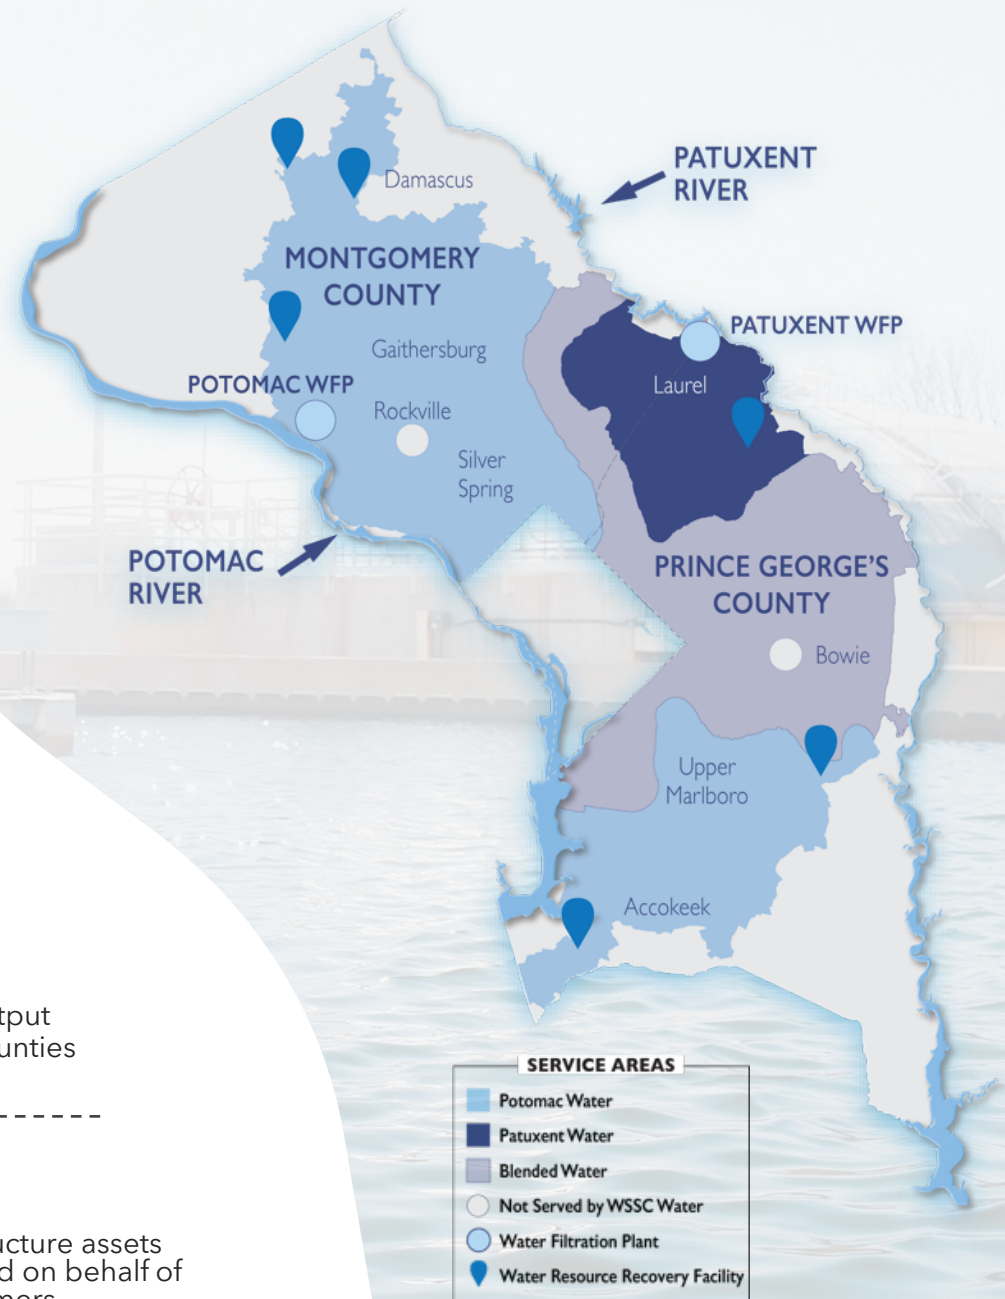 PATUXENT
RIVER
Damascus
MONTGOMERY
COUNTY
PATUXENT WFP
Gaithersburg
POTOMAC WFP
Laurel
Rockville
Silver
Spring
POTOMAC
RIVER
PRINCE GEORGE'S
COUNTY
Bowie
Upper
Marlboro
Accokeek
tput
unties
SERVICE AREAS
Potomac Water
Patuxent Water
Blended Water
Not Served by WSSC Water
Water Filtration Plant
Water Resource Recovery Facility
ucture assets
d on behalf of